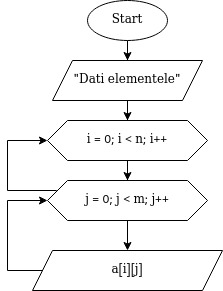 Start
"Dati elementele"
i = 0; i < n; i++
j = 0; j < m; j++
a[i][j]